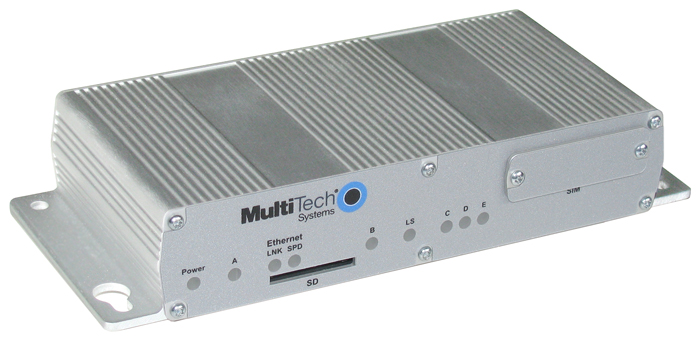 MultiTech
Systems
Ethernet
LNK SPD
Power
A
SD
B
LS
C D E
SIM